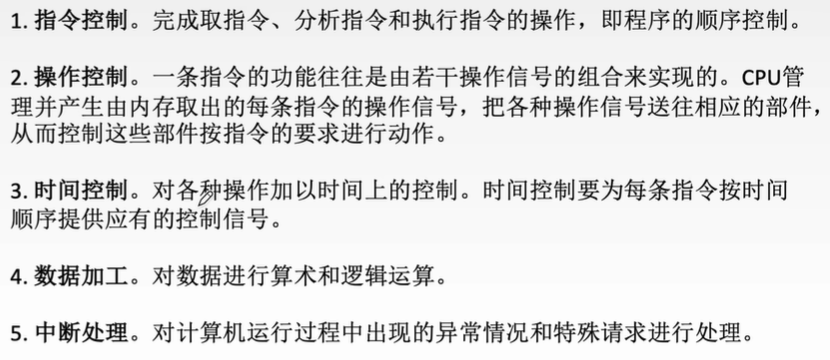 1. 指令控制。完成取指令、分析指令和执行指令的操作，即程序的顺序控制。
2. 操作控制。一条指令的功能往往是由若干操作信号的组合来实现的。CPU管
理并产生由内存取出的每条指令的操作信号，把各种操作信号送往相应的部件，
从而控制这些部件按指令的要求进行动作。
3. 时间控制。对各种操作加以时间上的控制。时间控制要为每条指令按时间
顺序提供应有的控制信号。
4. 数据加工。对数据进行算术和逻辑运算。
5. 中断处理。对计算机运行过程中出现的异常情况和特殊请求进行处理。